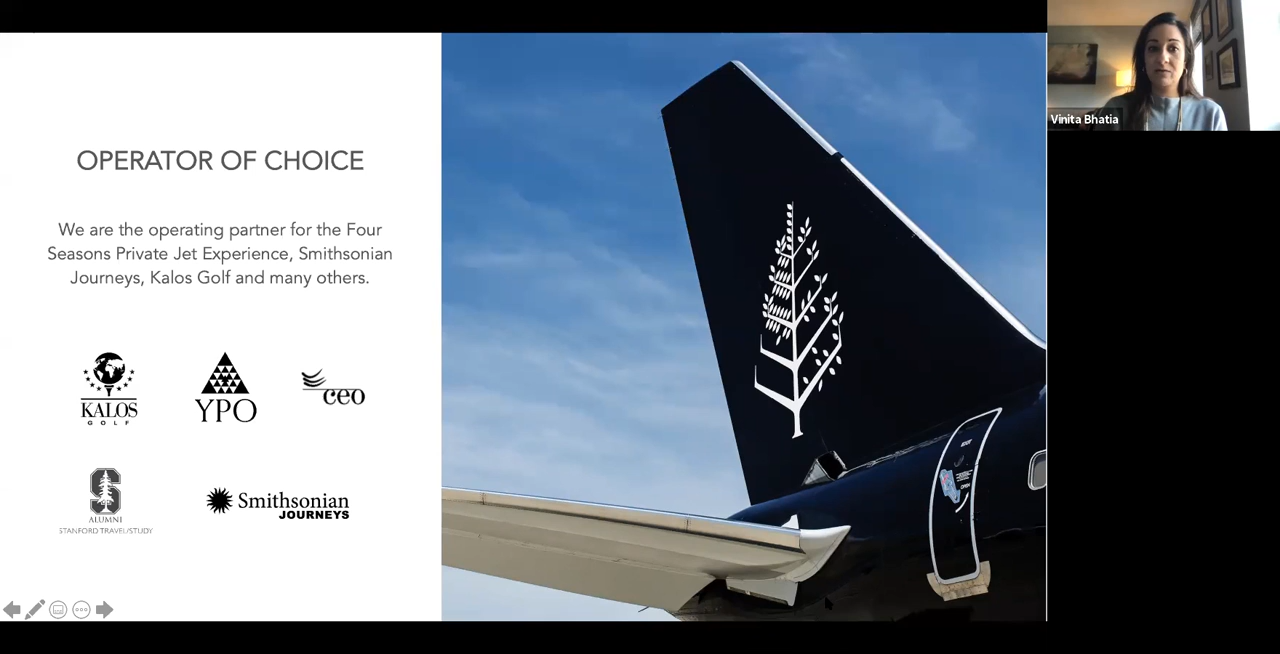 OPERATOR OF CHOICE
We are the operating partner for the Four
Seasons Private Jet Experience, Smithsonian
Journeys, Kalos Golf and many others.
KALOS
GOLF
YPO
ceo
S
ALUMNI
STANFORD TRAVEL/STUDY
Smithsonian
JOURNEYS
Vinita Bhatia